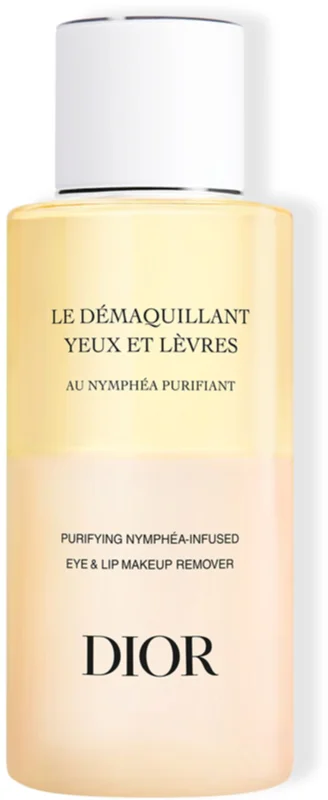 LE DÉMAQUILLANT
YEUX ET LÈVRES
AU NYMPHÉA PURIFIANT
PURIFYING NYMPHÉA-INFUSED
EYE & LIP MAKEUP REMOVER
DIOR